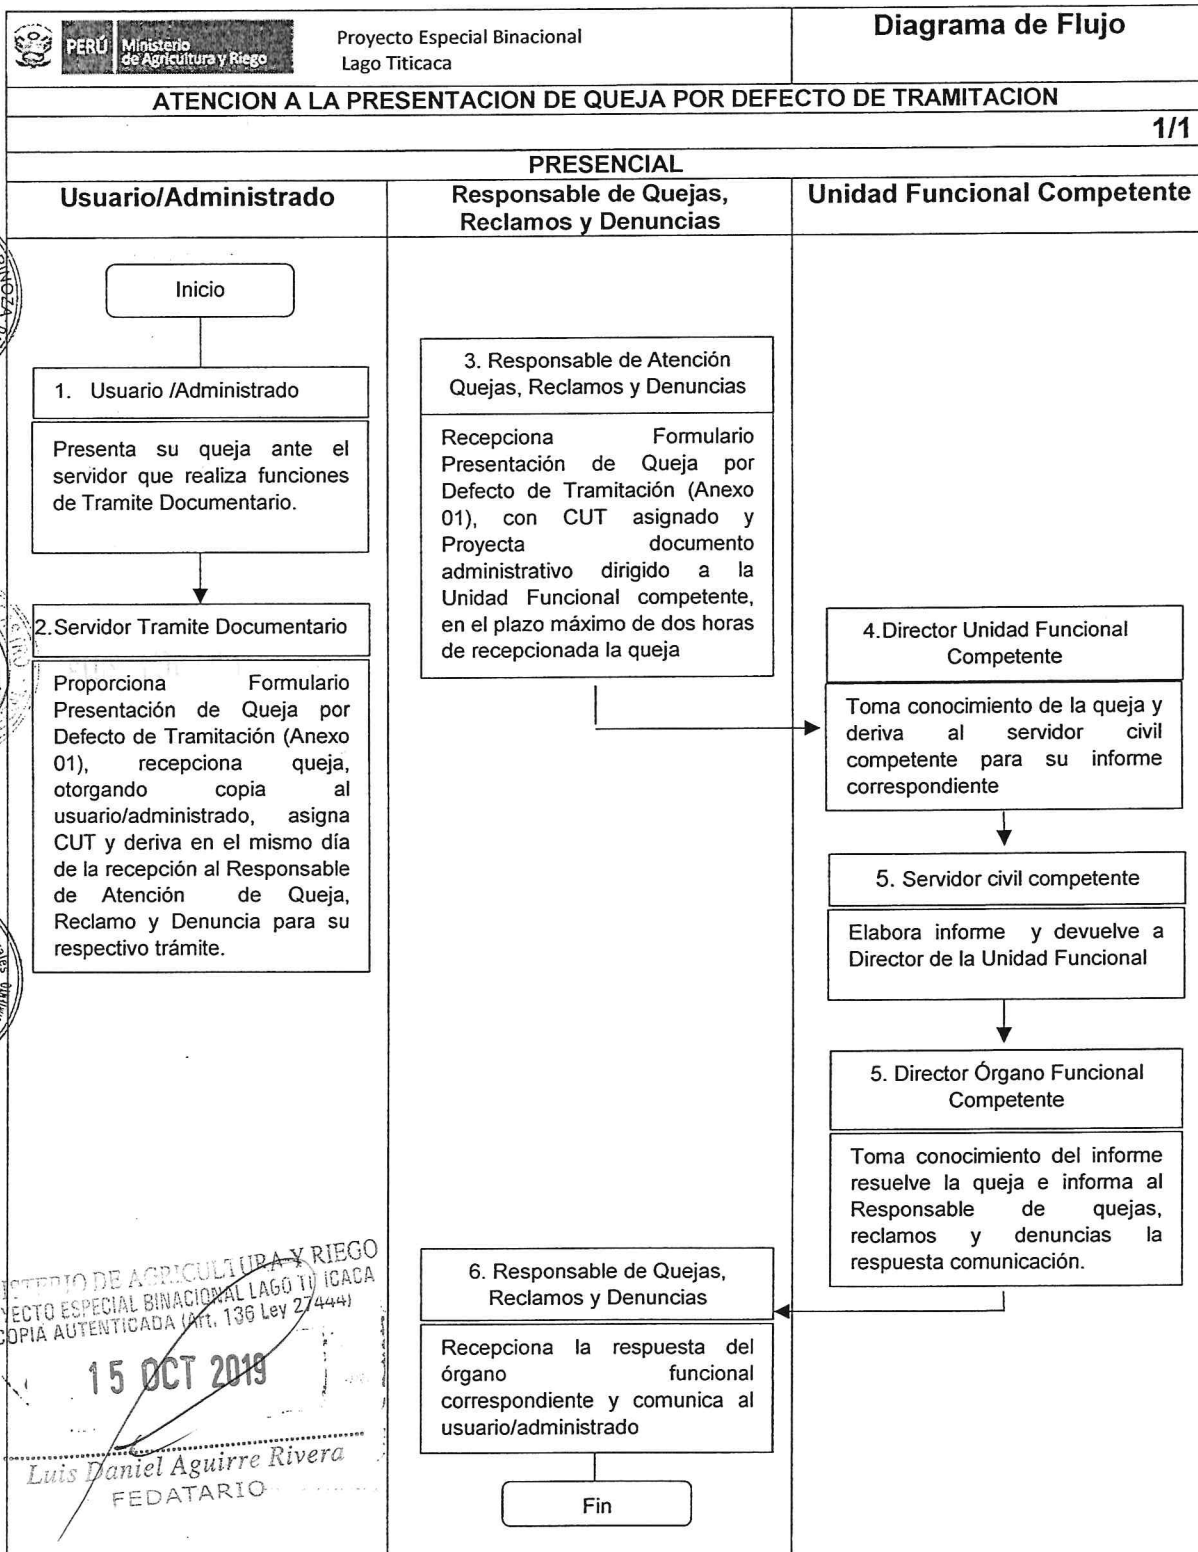 PERÚ
Ministerio
de Agricultura y Riego
Proyecto Especial Binacional
Lago Titicaca
Diagrama de Flujo
ATENCION A LA PRESENTACION DE QUEJA POR DEFECTO DE TRAMITACION
1/1
PRESENCIAL
Usuario/Administrado
Responsable de Quejas,
Reclamos y Denuncias
Unidad Funcional Competente
Inicio
1. Usuario /Administrado
Presenta su queja ante el
servidor que realiza funciones
de Tramite Documentario.
2.Servidor Tramite Documentario
Proporciona Formulario
Presentación de Queja por
Defecto de Tramitación (Anexo
01), recepciona queja,
otorgando copia al
usuario/administrado, asigna
CUT y deriva en el mismo día
de la recepción al Responsable
de Atención de Queja,
Reclamo y Denuncia para su
respectivo trámite.
3. Responsable de Atención
Quejas, Reclamos y Denuncias
Recepciona Formulario
Presentación de Queja por
Defecto de Tramitación (Anexo
01), con CUT asignado y
Proyecta documento
administrativo dirigido a la
Unidad Funcional competente,
en el plazo máximo de dos horas
de recepcionada la queja
4.Director Unidad Funcional
Competente
Toma conocimiento de la queja y
deriva al servidor civil
competente para su informe
correspondiente
5. Servidor civil competente
Elabora informe y devuelve a
Director de la Unidad Funcional
5. Director Órgano Funcional
Competente
Toma conocimiento del informe
resuelve la queja e informa al
Responsable de quejas,
reclamos y denuncias la
respuesta comunicación.
6. Responsable de Quejas,
Reclamos y Denuncias
Recepciona la respuesta del
órgano funcional
correspondiente y comunica al
usuario/administrado
Fin
DE AGRICULTURA Y RIEGO
YECTO ESPECIAL BINACIONAL LAGO TITICACA
COPIA AUTENTICADA (Art. 136 Ley 27444)
15 OCT 2019
Luis Daniel Aguirre Rivera
FEDATARIO